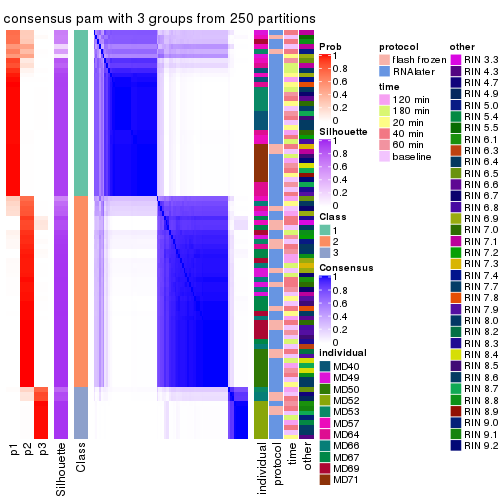 consensus pam with 3 groups from 250 partitions
p1
p2
p3
Silhouette
Class
individual
protocol
time
other
Prob
1
0.8
0.6
0.4
0.2
0
Silhouette
1
0.8
0.6
0.4
0.2
0
Class
1
2
3
Consensus
1
0.8
0.6
0.4
0.2
0
individual
MD40
MD49
MD50
MD52
MD53
MD57
MD64
MD66
MD67
MD69
MD71
protocol
flash frozen
RNAlater
time
120 min
180 min
20 min
40 min
60 min
baseline
other
RIN 3.3
RIN 4.3
RIN 4.7
RIN 4.9
RIN 5.0
RIN 5.4
RIN 5.5
RIN 6.1
RIN 6.3
RIN 6.4
RIN 6.5
RIN 6.6
RIN 6.7
RIN 6.8
RIN 6.9
RIN 7.0
RIN 7.1
RIN 7.2
RIN 7.3
RIN 7.4
RIN 7.7
RIN 7.8
RIN 7.9
RIN 8.0
RIN 8.2
RIN 8.3
RIN 8.4
RIN 8.5
RIN 8.6
RIN 8.7
RIN 8.8
RIN 8.9
RIN 9.0
RIN 9.1
RIN 9.2